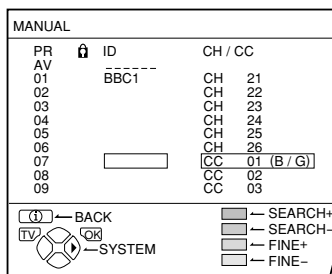 MANUAL
PR ID CH / CC
AV ------
01 BBC1 CH 21
02 CH 22
03 CH 23
04 CH 24
05 CH 25
06 CH 26
07 CC 01 (B / G)
08 CC 02
09 CC 03
i BACK
TV OK
SYSTEM
SEARCH+
SEARCH−
FINE+
FINE−